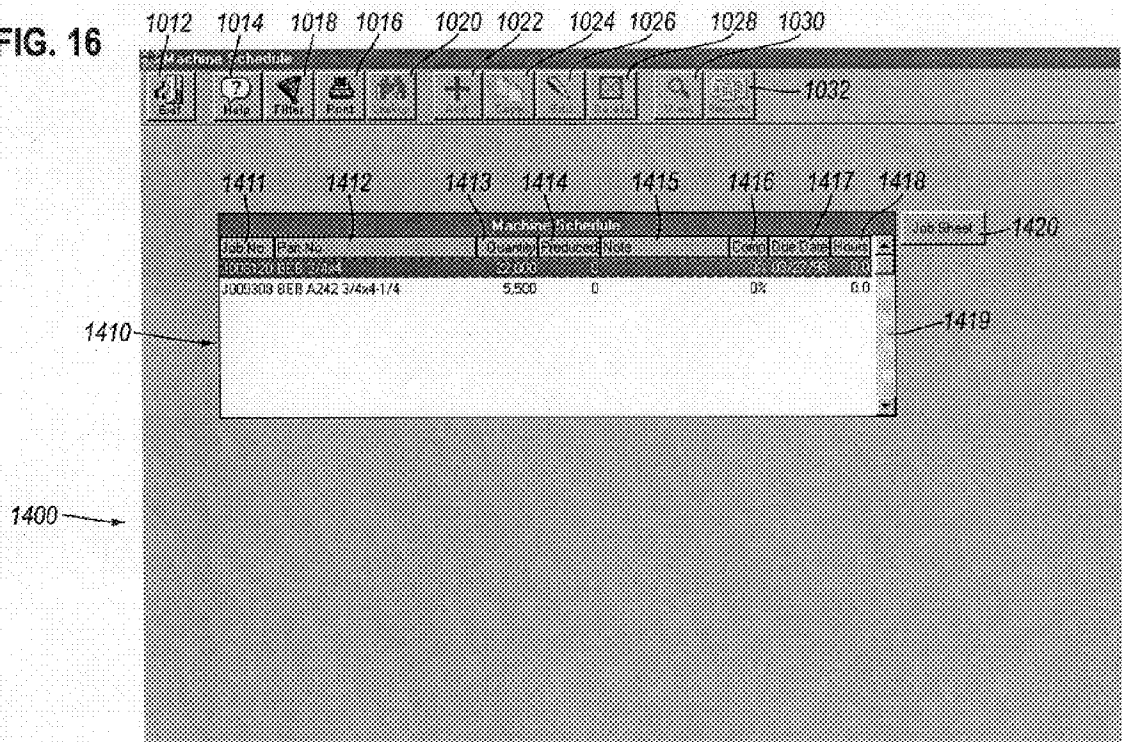 FIG. 16
1012 1014 1018 1016 1020 1022 1024 1026 1028 1030
Machine Schedule
Exit Help Filter Print
1032
1411 1412 1413 1414 1415 1416 1417 1418
Machine Schedule
Job Sheet
1420
Job No. Part No. Quantity Produced Note Comp Due Date Hours
J009309 BEB A242 3/4x4-1/4 5,500 0 0% 0.0
1410
1419
1400